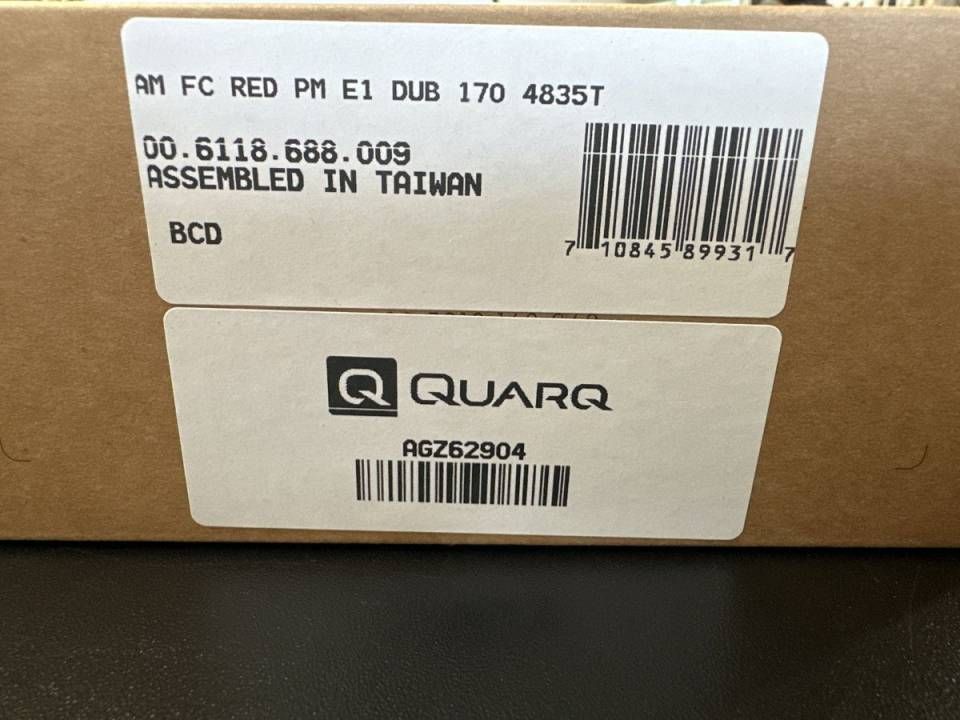 AM FC RED PM E1 DUB 170 4835T
00.6118.688.009
ASSEMBLED IN TAIWAN
BCD
7 10845 89931 7
Q QUARQ
AGZ62904